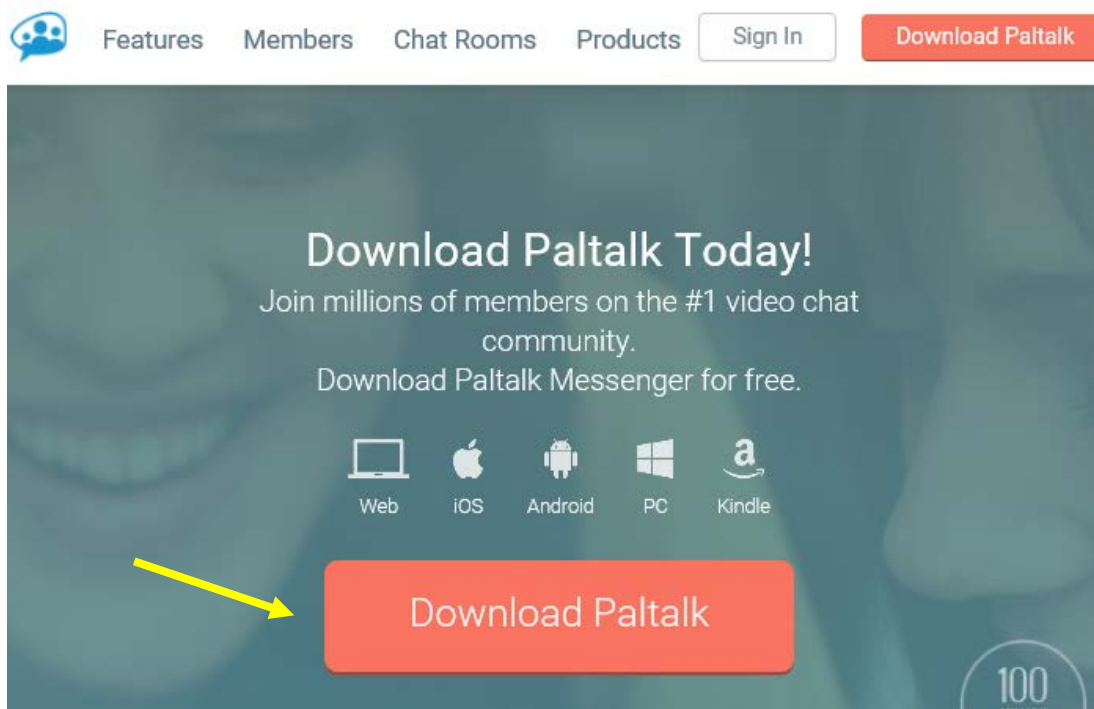 Features Members Chat Rooms Products Sign In Download Paltalk
Download Paltalk Today!
Join millions of members on the #1 video chat
community.
Download Paltalk Messenger for free.
Web iOS Android PC Kindle
Download Paltalk
100